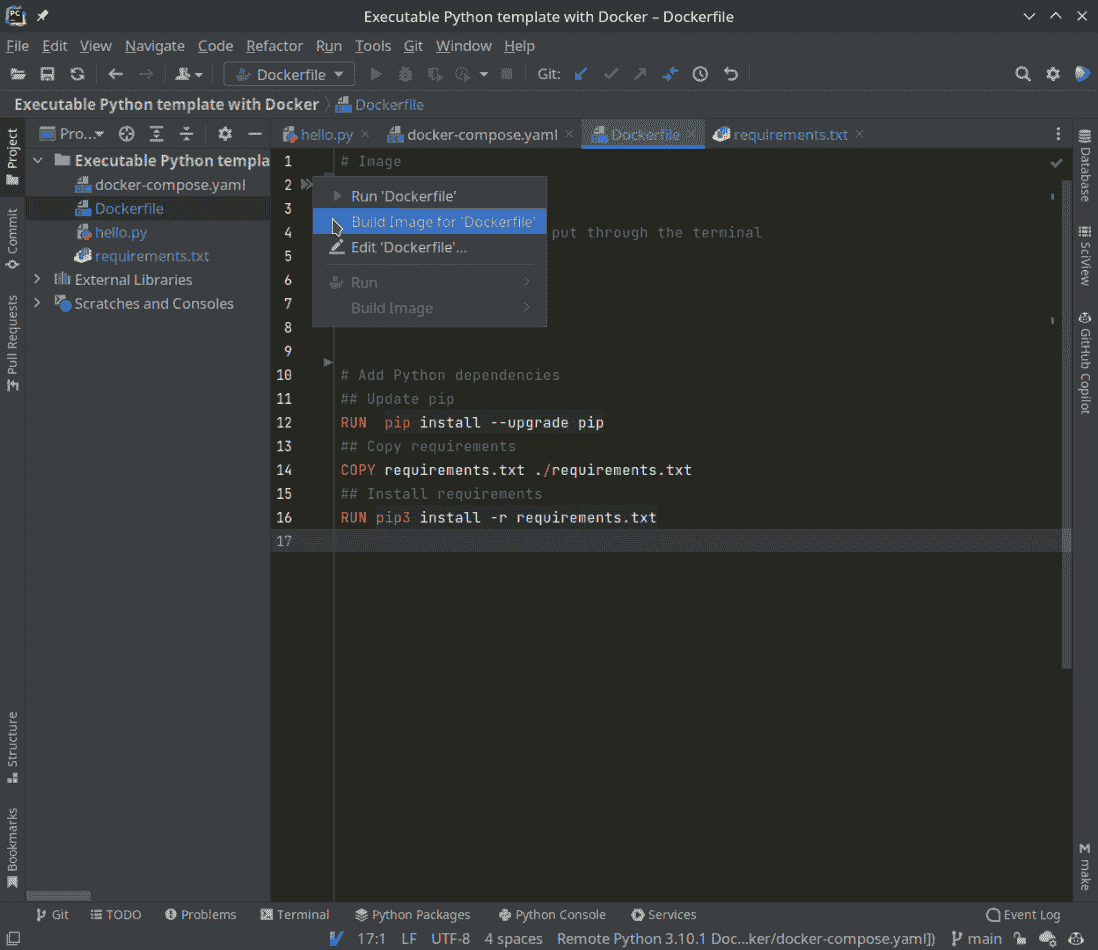 Executable Python template with Docker – Dockerfile
File Edit View Navigate Code Refactor Run Tools Git Window Help
Dockerfile Git:
Executable Python template with Docker Dockerfile
Project
Pro... hello.py docker-compose.yaml Dockerfile requirements.txt
Executable Python templa
docker-compose.yaml
Dockerfile
hello.py
requirements.txt
External Libraries
Scratches and Consoles
1 # Image
2
3
4 put through the terminal
5
6
7
8
9
10 # Add Python dependencies
11 ## Update pip
12 RUN  pip install --upgrade pip
13 ## Copy requirements
14 COPY requirements.txt ./requirements.txt
15 ## Install requirements
16 RUN pip3 install -r requirements.txt
17
Run 'Dockerfile'
Build Image for 'Dockerfile'
Edit 'Dockerfile'...
Run
Build Image
Commit
Pull Requests
Structure
Bookmarks
Database
SciView
GitHub Copilot
make
Git TODO Problems Terminal Python Packages Python Console Services Event Log
17:1 LF UTF-8 4 spaces Remote Python 3.10.1 Doc...ker/docker-compose.yaml]) main